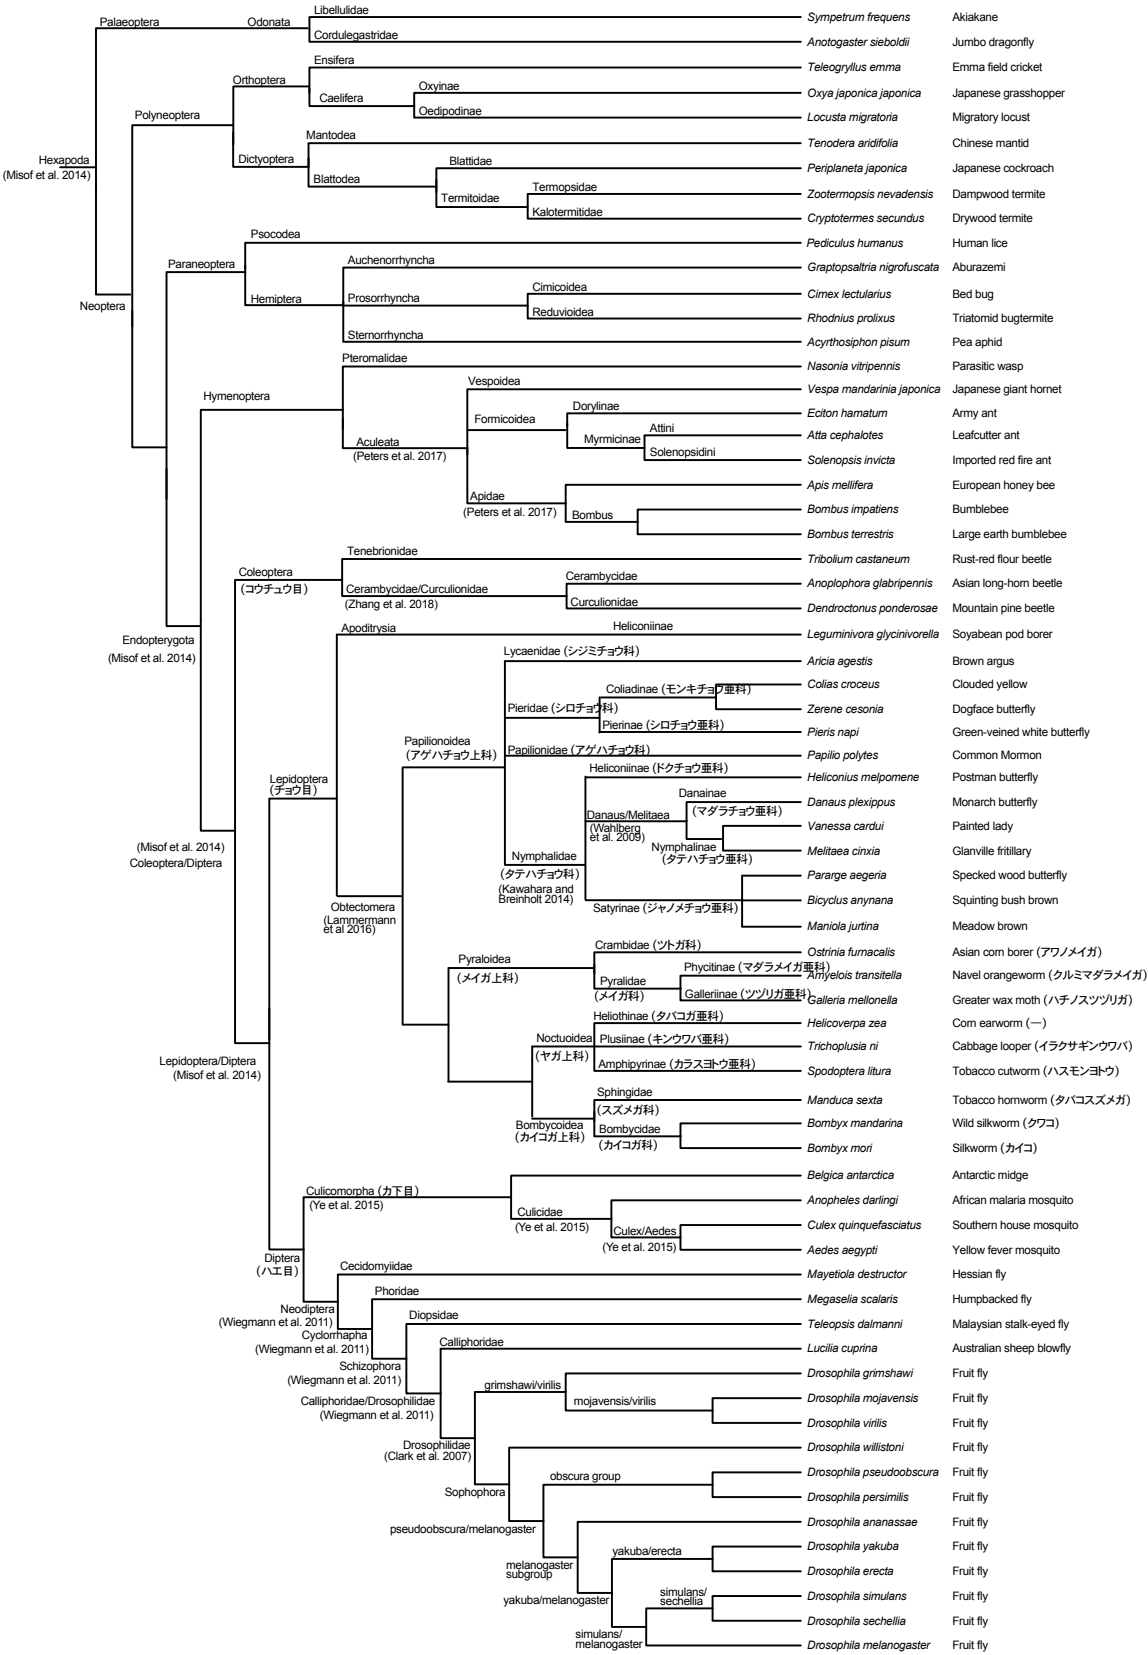 Libellulidae
Palaeoptera Odonata Sympetrum frequens Akiakane
Cordulegastridae
Anotogaster sieboldii Jumbo dragonfly
Ensifera
Teleogryllus emma Emma field cricket
Orthoptera
Oxyinae
Caelifera Oxya japonica japonica Japanese grasshopper
Oedipodinae
Polyneoptera Locusta migratoria Migratory locust
Mantodea
Tenodera aridifolia Chinese mantid
Hexapoda Dictyoptera Blattidae
(Misof et al. 2014) Periplaneta japonica Japanese cockroach
Blattodea Termopsidae
Termitoidae Zootermopsis nevadensis Dampwood termite
Kalotermitidae
Cryptotermes secundus Drywood termite
Psocodea
Pediculus humanus Human lice
Paraneoptera Auchenorrhyncha
Graptopsaltria nigrofuscata Aburazemi
Cimicoidea
Hemiptera Prosorrhyncha Cimex lectularius Bed bug
Neoptera Reduvioidea
Rhodnius prolixus Triatomid bugtermite
Sternorrhyncha
Acyrthosiphon pisum Pea aphid
Pteromalidae
Nasonia vitripennis Parasitic wasp
Vespoidea
Vespa mandarinia japonica Japanese giant hornet
Hymenoptera Dorylinae
Formicoidea Eciton hamatum Army ant
Attini
Aculeata Myrmicinae Atta cephalotes Leafcutter ant
(Peters et al. 2017) Solenopsidini
Solenopsis invicta Imported red fire ant
Apis mellifera European honey bee
Apidae
(Peters et al. 2017) Bombus Bombus impatiens Bumblebee
Bombus terrestris Large earth bumblebee
Tenebrionidae
Tribolium castaneum Rust-red flour beetle
Coleoptera Cerambycidae
(コウチュウ目) Cerambycidae/Curculionidae Anoplophora glabripennis Asian long-horn beetle
(Zhang et al. 2018) Curculionidae
Dendroctonus ponderosae Mountain pine beetle
Apoditrysia Heliconiinae
Endopterygota Leguminivora glycinivorella Soyabean pod borer
(Misof et al. 2014) Lycaenidae (シジミチョウ科)
Aricia agestis Brown argus
Coliadinae (モンキチョウ亜科) Colias croceus Clouded yellow
Pieridae (シロチョウ科) Zerene cesonia Dogface butterfly
Pierinae (シロチョウ亜科) Pieris napi Green-veined white butterfly
Papilionoidea
(アゲハチョウ上科) Papilionidae (アゲハチョウ科) Papilio polytes Common Mormon
Lepidoptera Heliconiinae (ドクチョウ亜科) Heliconius melpomene Postman butterfly
(チョウ目) Danainae
Danaus plexippus Monarch butterfly
Danaus/Melitaea (マダラチョウ亜科)
(Wahlberg Vanessa cardui Painted lady
et al. 2009)
(Misof et al. 2014) Nymphalinae
Coleoptera/Diptera Nymphalidae (タテハチョウ亜科) Melitaea cinxia Glanville fritillary
(タテハチョウ科) Pararge aegeria Specked wood butterfly
(Kawahara and
Breinholt 2014) Bicyclus anynana Squinting bush brown
Obtectomera Satyrinae (ジャノメチョウ亜科)
(Lammermann Maniola jurtina Meadow brown
et al 2016)
Crambidae (ツトガ科)
Pyraloidea Ostrinia furnacalis Asian corn borer (アワノメイガ)
(メイガ上科) Phycitinae (マダラメイガ亜科)
Pyralidae Amyelois transitella Navel orangeworm (クルミマダラメイガ)
(メイガ科) Galleriinae (ツヅリガ亜科)
Galleria mellonella Greater wax moth (ハチノスツヅリガ)
Heliothinae (タバコガ亜科)
Helicoverpa zea Corn earworm (―)
Noctuoidea Plusiinae (キンウワバ亜科)
(ヤガ上科) Trichoplusia ni Cabbage looper (イラクサギンウワバ)
Lepidoptera/Diptera Amphipyrinae (カラスヨトウ亜科)
(Misof et al. 2014) Spodoptera litura Tobacco cutworm (ハスモンヨトウ)
Sphingidae
(スズメガ科) Manduca sexta Tobacco hornworm (タバコスズメガ)
Bombycoidea Bombycidae Bombyx mandarina Wild silkworm (クワコ)
(カイコガ上科) (カイコガ科)
Bombyx mori Silkworm (カイコ)
Belgica antarctica Antarctic midge
Culicomorpha (カ下目)
(Ye et al. 2015) Anopheles darlingi African malaria mosquito
Culicidae
(Ye et al. 2015) Culex/Aedes Culex quinquefasciatus Southern house mosquito
(Ye et al. 2015) Aedes aegypti Yellow fever mosquito
Diptera
(ハエ目) Cecidomyiidae
Mayetiola destructor Hessian fly
Phoridae
Megaselia scalaris Humpbacked fly
Neodiptera
(Wiegmann et al. 2011) Diopsidae
Teleopsis dalmanni Malaysian stalk-eyed fly
Cyclorrhapha
(Wiegmann et al. 2011) Calliphoridae
Lucilia cuprina Australian sheep blowfly
Schizophora
(Wiegmann et al. 2011) Drosophila grimshawi Fruit fly
grimshawi/virilis
Calliphoridae/Drosophilidae mojavensis/virilis Drosophila mojavensis Fruit fly
(Wiegmann et al. 2011)
Drosophila virilis Fruit fly
Drosophilidae Drosophila willistoni Fruit fly
(Clark et al. 2007)
obscura group Drosophila pseudoobscura Fruit fly
Sophophora
Drosophila persimilis Fruit fly
pseudoobscura/melanogaster Drosophila ananassae Fruit fly
yakuba/erecta Drosophila yakuba Fruit fly
melanogaster
subgroup Drosophila erecta Fruit fly
simulans/
yakuba/melanogaster sechellia Drosophila simulans Fruit fly
Drosophila sechellia Fruit fly
simulans/
melanogaster Drosophila melanogaster Fruit fly